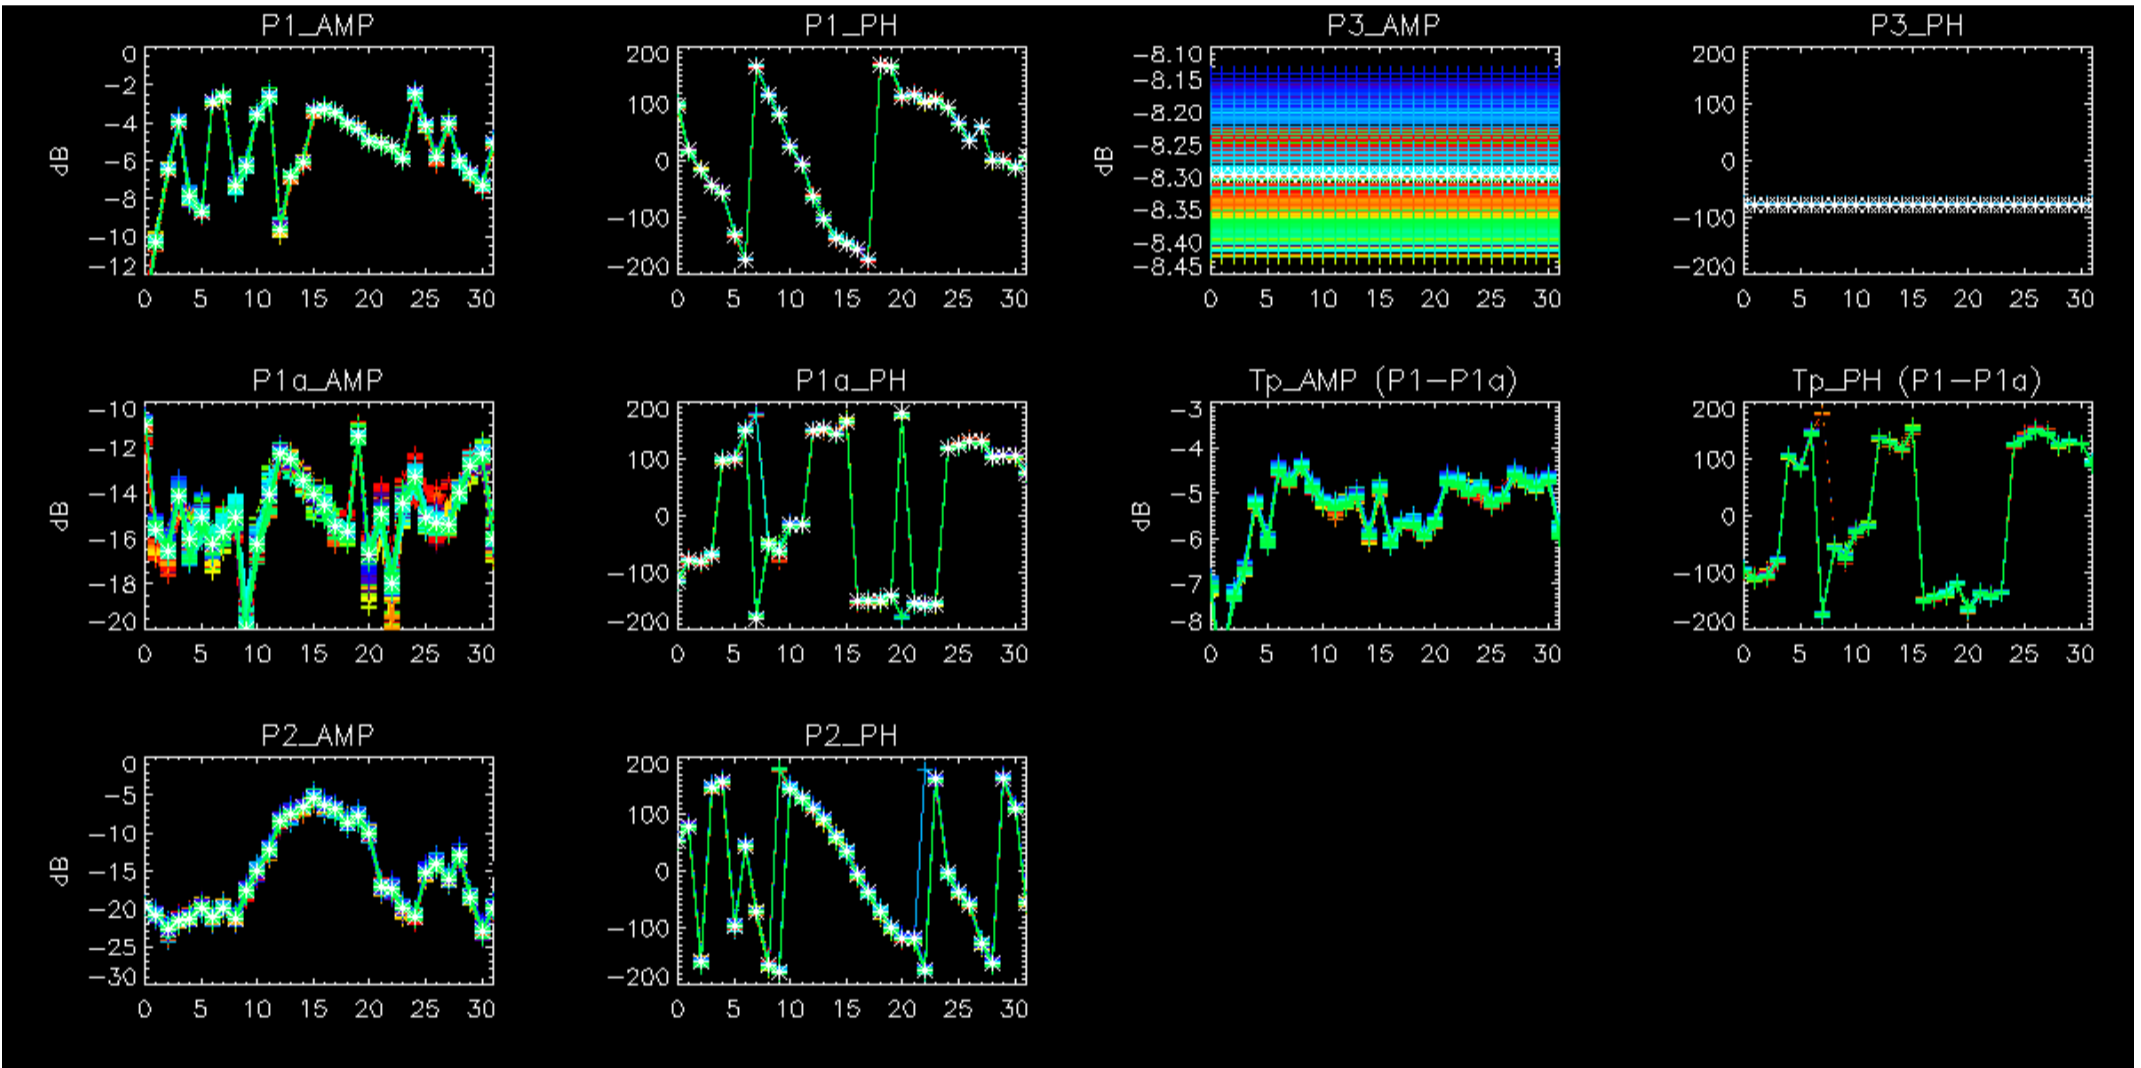 P1_AMP
dB
0
-2
-4
-6
-8
-10
-12
0 5 10 15 20 25 30
P1_PH
200
100
0
-100
-200
0 5 10 15 20 25 30
P3_AMP
dB
-8.10
-8.15
-8.20
-8.25
-8.30
-8.35
-8.40
-8.45
0 5 10 15 20 25 30
P3_PH
200
100
0
-100
-200
0 5 10 15 20 25 30
P1a_AMP
dB
-10
-12
-14
-16
-18
-20
0 5 10 15 20 25 30
P1a_PH
200
100
0
-100
-200
0 5 10 15 20 25 30
Tp_AMP (P1-P1a)
dB
-3
-4
-5
-6
-7
-8
0 5 10 15 20 25 30
Tp_PH (P1-P1a)
200
100
0
-100
-200
0 5 10 15 20 25 30
P2_AMP
dB
0
-5
-10
-15
-20
-25
-30
0 5 10 15 20 25 30
P2_PH
200
100
0
-100
-200
0 5 10 15 20 25 30